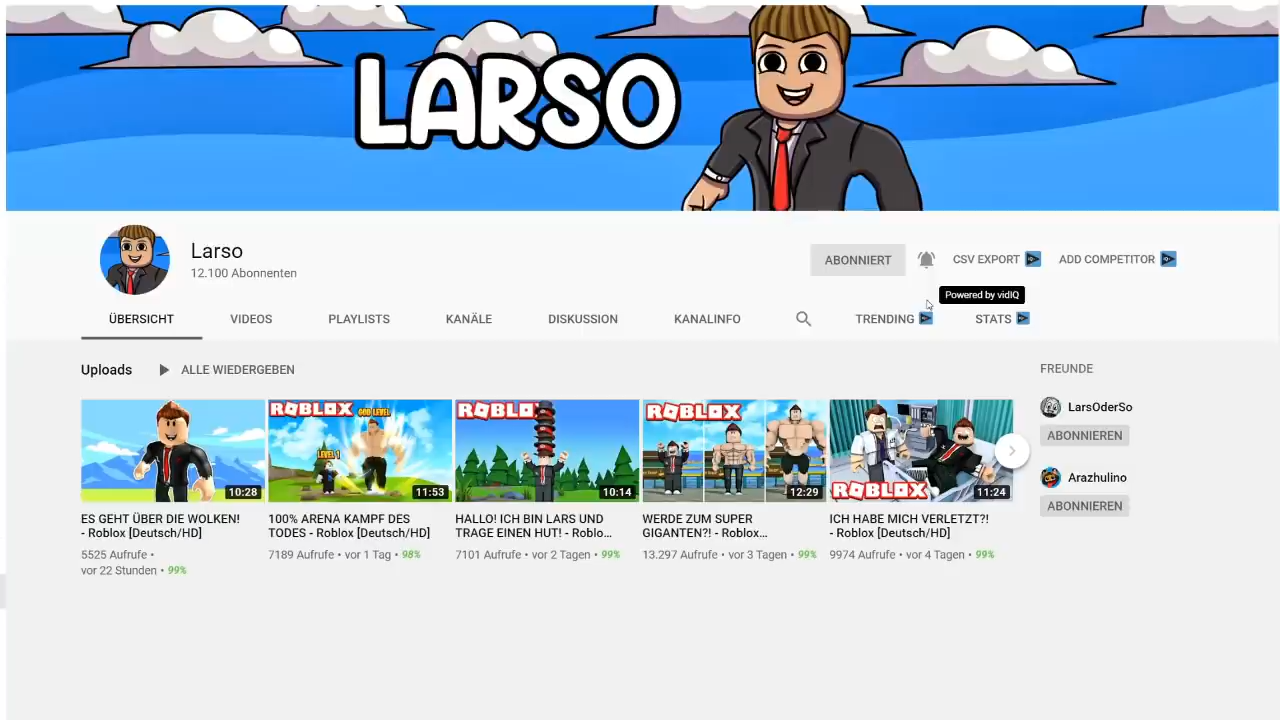 LARSO
Larso
12.100 Abonnenten
ABONNIERT
CSV EXPORT
ADD COMPETITOR
Powered by vidIQ
ÜBERSICHT
VIDEOS
PLAYLISTS
KANÄLE
DISKUSSION
KANALINFO
TRENDING
STATS
Uploads
ALLE WIEDERGEBEN
10:28
ES GEHT ÜBER DIE WOLKEN!
- Roblox [Deutsch/HD]
5525 Aufrufe •
vor 22 Stunden • 99%
ROBLOX
GOD LEVEL
LEVEL 1
11:53
100% ARENA KAMPF DES
TODES - Roblox [Deutsch/HD]
7189 Aufrufe • vor 1 Tag • 98%
ROBLO
10:14
HALLO! ICH BIN LARS UND
TRAGE EINEN HUT! - Roblo...
7101 Aufrufe • vor 2 Tagen • 99%
ROBLOX
12:29
WERDE ZUM SUPER
GIGANTEN?! - Roblox...
13.297 Aufrufe • vor 3 Tagen • 99%
ROBLOX
11:24
ICH HABE MICH VERLETZT?!
- Roblox [Deutsch/HD]
9974 Aufrufe • vor 4 Tagen • 99%
FREUNDE
LarsOderSo
ABONNIEREN
Arazhulino
ABONNIEREN